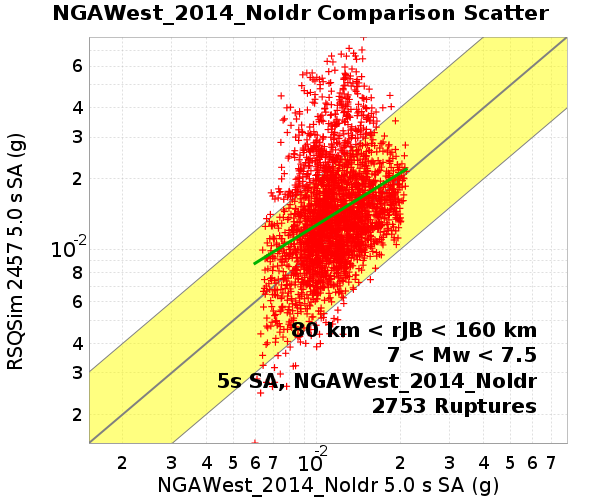 NGAWest_2014_NoIdr Comparison Scatter
RSQSim 2457 5.0 s SA (g)
6
4
3
2
10-2
8
6
4
3
2
80 km < rJB < 160 km
7 < Mw < 7.5
5s SA, NGAWest_2014_NoIdr
2753 Ruptures
2 3 4 5 6 7 10-2 2 3 4 5 6 7
NGAWest_2014_NoIdr 5.0 s SA (g)